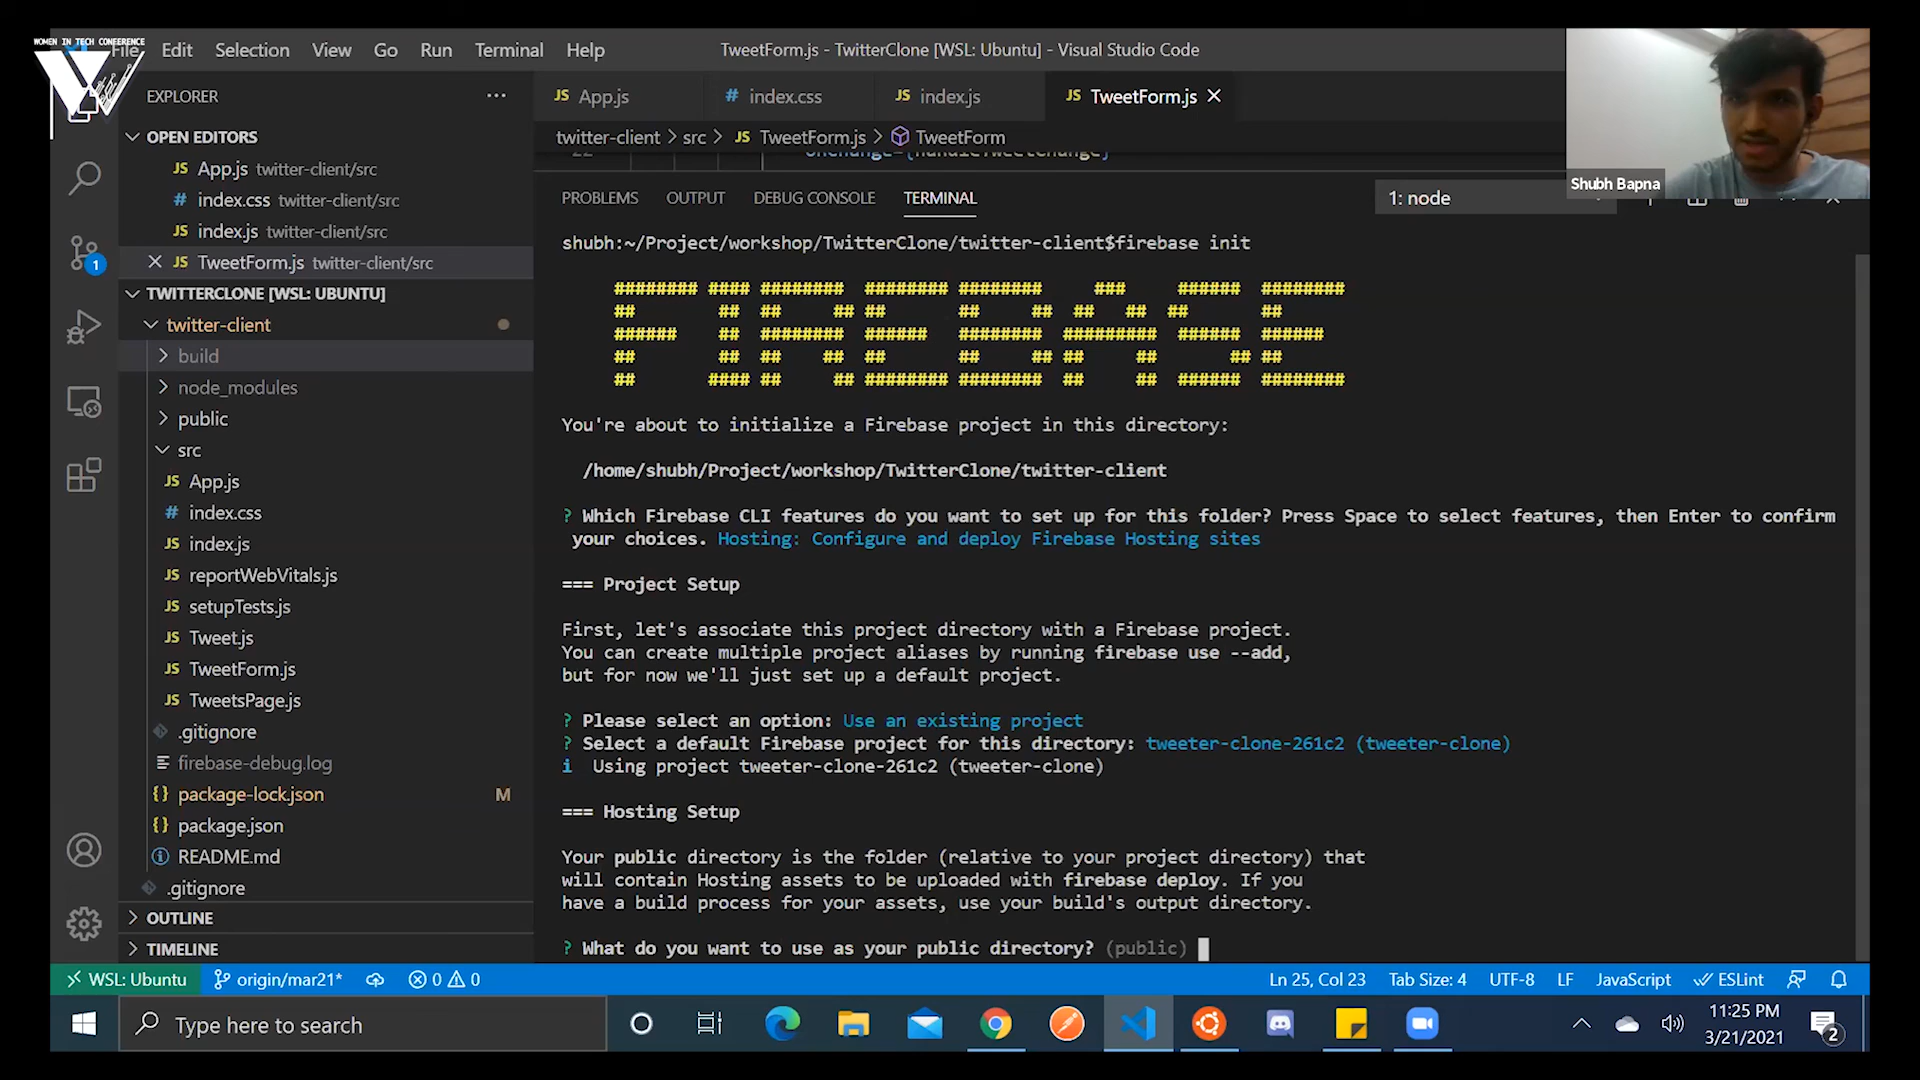 WOMEN IN TECH CONFERENCE
File Edit Selection View Go Run Terminal Help
TweetForm.js - TwitterClone [WSL: Ubuntu] - Visual Studio Code
EXPLORER
App.js
# index.css
index.js
TweetForm.js
OPEN EDITORS
twitter-client > src > JS TweetForm.js > TweetForm
JS App.js twitter-client/src
# index.css twitter-client/src
JS index.js twitter-client/src
JS TweetForm.js twitter-client/src
TWITTERCLONE [WSL: UBUNTU]
twitter-client
build
node_modules
public
src
JS App.js
# index.css
JS index.js
JS reportWebVitals.js
JS setupTests.js
JS Tweet.js
JS TweetForm.js
JS TweetsPage.js
.gitignore
firebase-debug.log
{} package-lock.json M
{} package.json
README.md
.gitignore
OUTLINE
TIMELINE
22 onChange={handleTweetChange}
PROBLEMS OUTPUT DEBUG CONSOLE TERMINAL
1: node
Shubh Bapna
shubh:~/Project/workshop/TwitterClone/twitter-client$firebase init
FIREBASE
You're about to initialize a Firebase project in this directory:
/home/shubh/Project/workshop/TwitterClone/twitter-client
? Which Firebase CLI features do you want to set up for this folder? Press Space to select features, then Enter to confirm
your choices. Hosting: Configure and deploy Firebase Hosting sites
=== Project Setup
First, let's associate this project directory with a Firebase project.
You can create multiple project aliases by running firebase use --add,
but for now we'll just set up a default project.
? Please select an option: Use an existing project
? Select a default Firebase project for this directory: tweeter-clone-261c2 (tweeter-clone)
i Using project tweeter-clone-261c2 (tweeter-clone)
=== Hosting Setup
Your public directory is the folder (relative to your project directory) that
will contain Hosting assets to be uploaded with firebase deploy. If you
have a build process for your assets, use your build's output directory.
? What do you want to use as your public directory? (public)
WSL: Ubuntu origin/mar21* 0 0 Ln 25, Col 23 Tab Size: 4 UTF-8 LF JavaScript ESLint
Type here to search
11:25 PM
3/21/2021
1
2